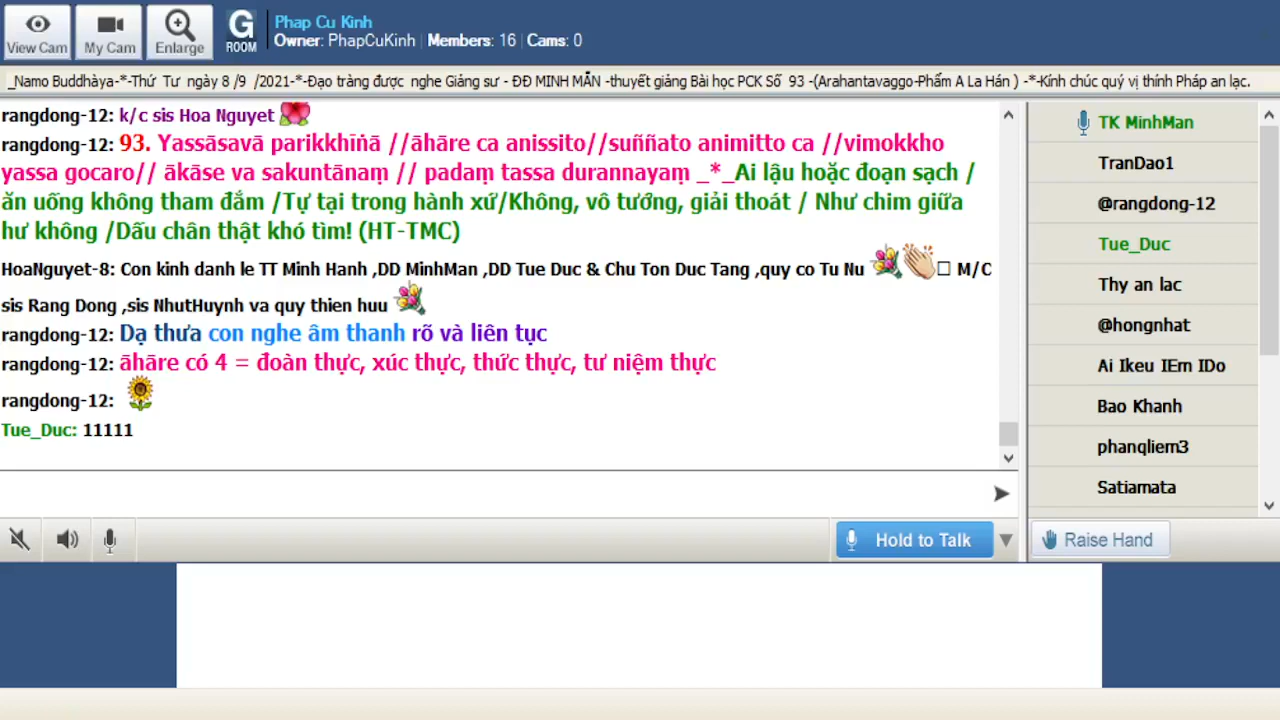 View Cam
My Cam
Enlarge
G
ROOM
Phap Cu Kinh
Owner: PhapCuKinh | Members: 16 | Cams: 0
_Namo Buddhàya-*-Thứ Tư ngày 8 /9 /2021-*-Đạo tràng được nghe Giảng sư - ĐĐ MINH MẪN -thuyết giảng Bài học PCK Số 93 -(Arahantavaggo-Phẩm A La Hán ) -*-Kính chúc quý vị thính Pháp an lạc.
rangdong-12: k/c sis Hoa Nguyet
rangdong-12: 93. Yassāsavā parikkhīṅā //āhāre ca anissito//suññato animitto ca //vimokkho
yassa gocaro// ākāse va sakuntānaṃ // padaṃ tassa durannayaṃ _*_Ai lậu hoặc đoạn sạch /
ăn uống không tham đắm /Tự tại trong hành xứ/Không, vô tướng, giải thoát / Như chim giữa
hư không /Dấu chân thật khó tìm! (HT-TMC)
HoaNguyet-8: Con kinh danh le TT Minh Hanh ,DD MinhMan ,DD Tue Duc & Chu Ton Duc Tang ,quy co Tu Nu M/C
sis Rang Dong ,sis NhutHuynh va quy thien huu
rangdong-12: Dạ thưa con nghe âm thanh rõ và liên tục
rangdong-12: āhāre có 4 = đoàn thực, xúc thực, thức thực, tư niệm thực
rangdong-12:
Tue_Duc: 11111
TK MinhMan
TranDao1
@rangdong-12
Tue_Duc
Thy an lac
@hongnhat
Ai Ikeu IEm IDo
Bao Khanh
phanqliem3
Satiamata
Hold to Talk
Raise Hand